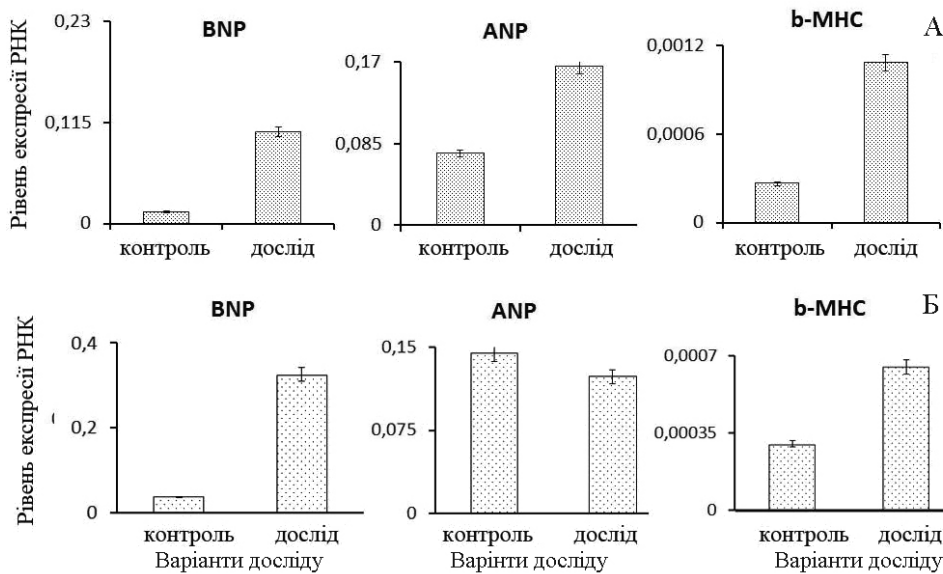 BNP
ANP
b-MHC
А
Рівень експресії РНК
0,23
0,115
0
0,17
0,085
0
0,0012
0,0006
0
контроль
дослід
контроль
дослід
контроль
дослід
BNP
ANP
b-MHC
Б
Рівень експресії РНК
0,4
0,2
0
0,15
0,075
0
0,0007
0,00035
0
контроль
дослід
контроль
дослід
контроль
дослід
Варіанти досліду
Варінти досліду
Варіанти досліду